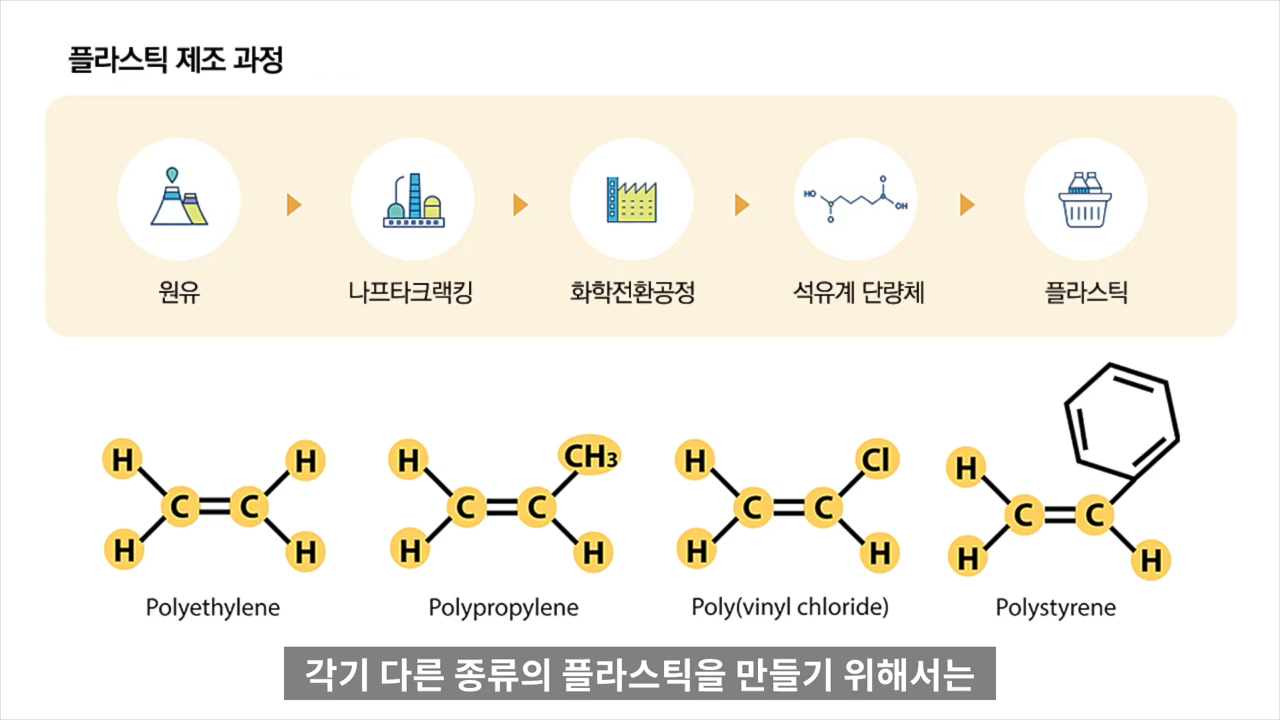 플라스틱 제조 과정
HO
O
O
OH
원유
나프타크랙킹
화학전환공정
석유계 단량체
플라스틱
H
H
C
C
H
H
H
CH3
C
C
H
H
H
Cl
C
C
H
H
H
C
C
H
H
Polyethylene
Polypropylene
Poly(vinyl chloride)
Polystyrene
각기 다른 종류의 플라스틱을 만들기 위해서는